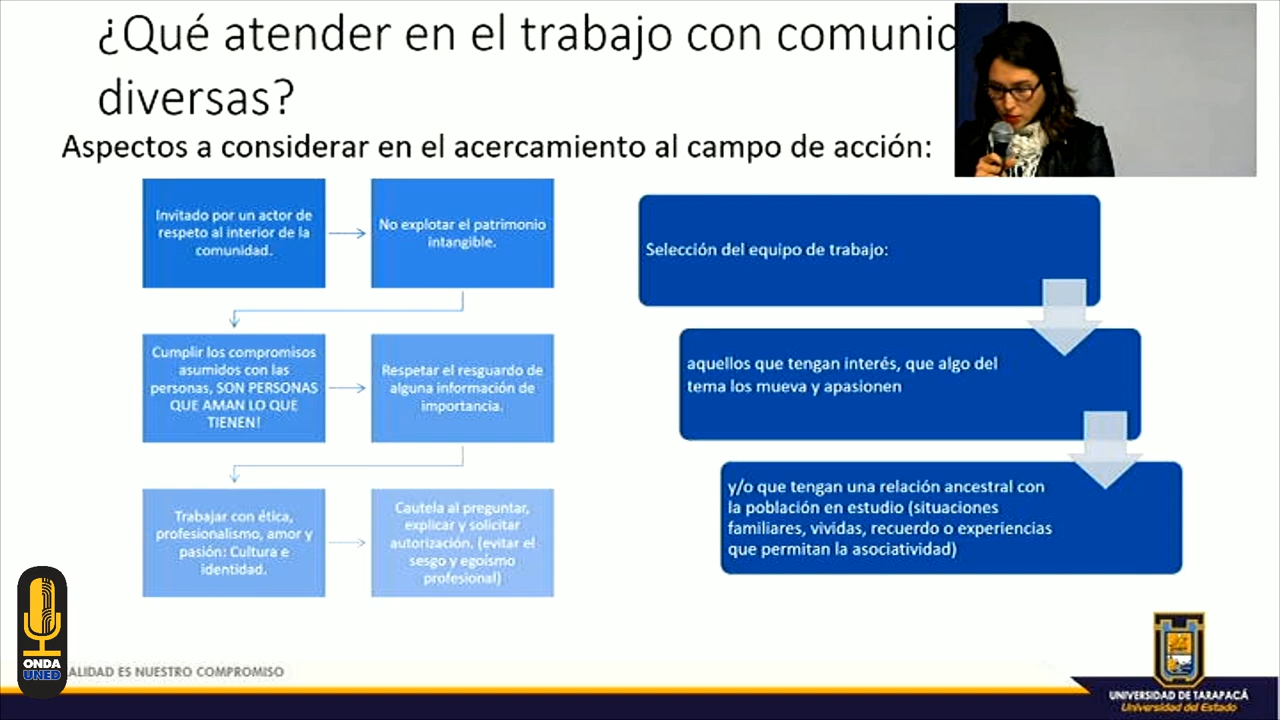 ¿Qué atender en el trabajo con comunid
diversas?
Aspectos a considerar en el acercamiento al campo de acción:
Invitado por un actor de
respeto al interior de la
comunidad.
No explotar el patrimonio
intangible.
Cumplir los compromisos
asumidos con las
personas, SON PERSONAS
QUE AMAN LO QUE
TIENEN!
Respetar el resguardo de
alguna información de
importancia.
Trabajar con ética,
profesionalismo, amor y
pasión: Cultura e
identidad.
Cautela al preguntar,
explicar y solicitar
autorización. (evitar el
sesgo y egoísmo
profesional)
Selección del equipo de trabajo:
aquellos que tengan interés, que algo del
tema los mueva y apasionen
y/o que tengan una relación ancestral con
la población en estudio (situaciones
familiares, vividas, recuerdo o experiencias
que permitan la asociatividad)
ONDA
UNED
ALIDAD ES NUESTRO COMPROMISO
UNIVERSIDAD DE TARAPACÁ
Universidad del Estado